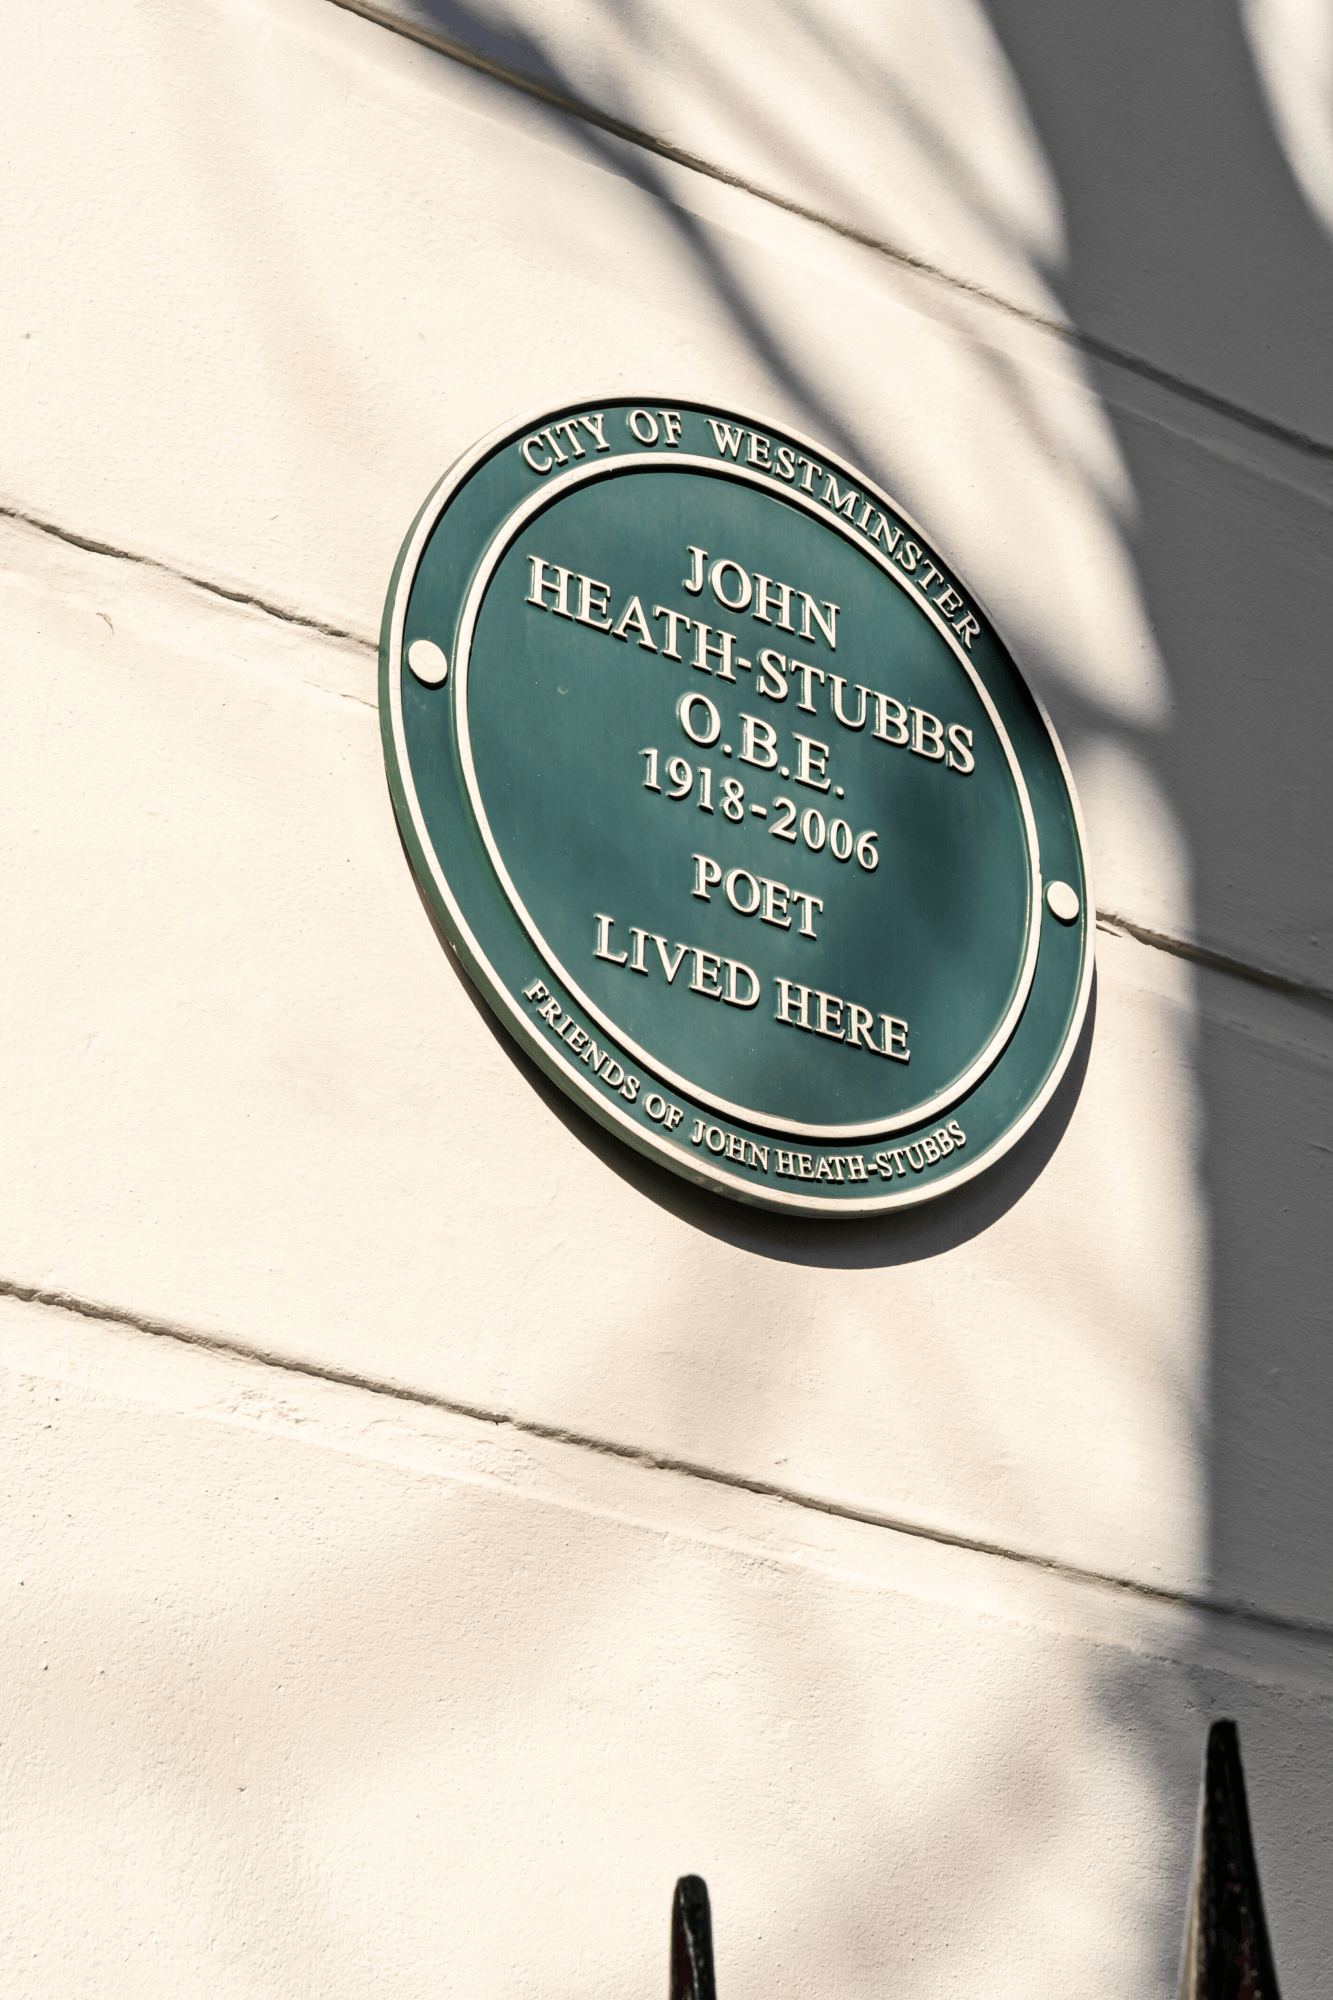 CITY OF WESTMINSTER
JOHN
HEATH-STUBBS
O.B.E.
1918-2006
POET
LIVED HERE
FRIENDS OF JOHN HEATH-STUBBS